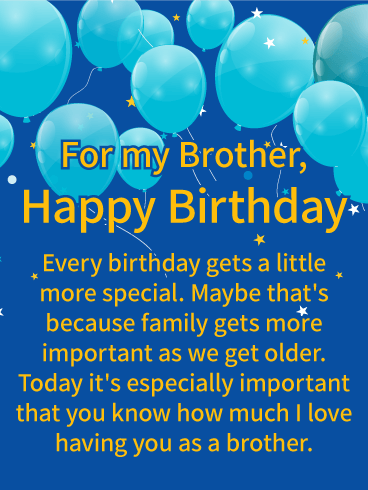 For my Brother,
Happy Birthday
Every birthday gets a little
more special. Maybe that's
because family gets more
important as we get older.
Today it's especially important
that you know how much I love
having you as a brother.